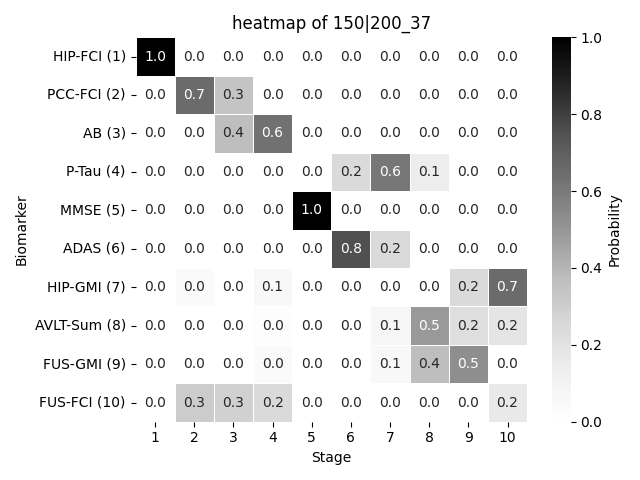 heatmap of 150|200_37
HIP-FCI (1) 1.0 0.0 0.0 0.0 0.0 0.0 0.0 0.0 0.0 0.0
PCC-FCI (2) 0.0 0.7 0.3 0.0 0.0 0.0 0.0 0.0 0.0 0.0
AB (3) 0.0 0.0 0.4 0.6 0.0 0.0 0.0 0.0 0.0 0.0
P-Tau (4) 0.0 0.0 0.0 0.0 0.0 0.2 0.6 0.1 0.0 0.0
MMSE (5) 0.0 0.0 0.0 0.0 1.0 0.0 0.0 0.0 0.0 0.0
ADAS (6) 0.0 0.0 0.0 0.0 0.0 0.8 0.2 0.0 0.0 0.0
HIP-GMI (7) 0.0 0.0 0.0 0.1 0.0 0.0 0.0 0.0 0.2 0.7
AVLT-Sum (8) 0.0 0.0 0.0 0.0 0.0 0.0 0.1 0.5 0.2 0.2
FUS-GMI (9) 0.0 0.0 0.0 0.0 0.0 0.0 0.1 0.4 0.5 0.0
FUS-FCI (10) 0.0 0.3 0.3 0.2 0.0 0.0 0.0 0.0 0.0 0.2
1 2 3 4 5 6 7 8 9 10
Stage
Biomarker
1.0
0.8
0.6
0.4
0.2
0.0
Probability